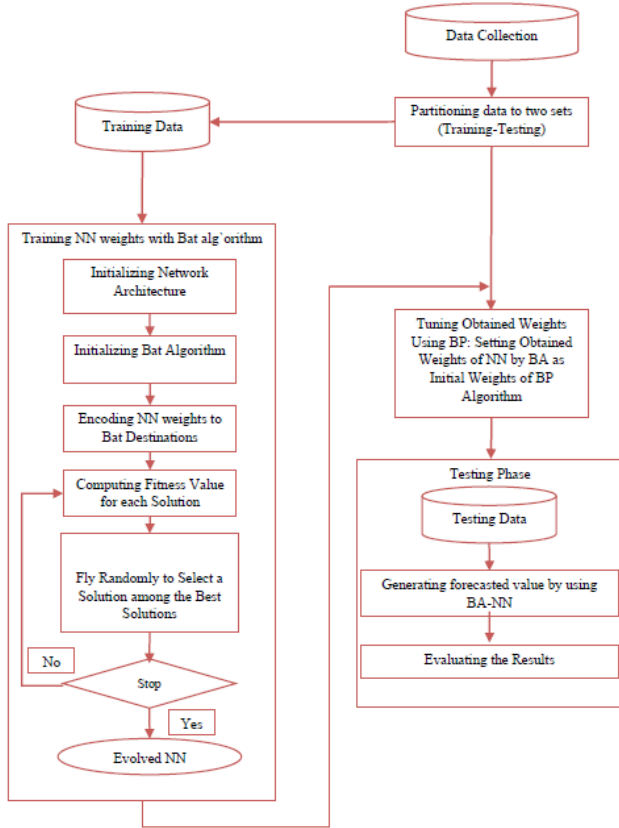 Data Collection
Partitioning data to two sets
(Training-Testing)
Training Data
Training NN weights with Bat alg`orithm
Initializing Network
Architecture
Initializing Bat Algorithm
Encoding NN weights to
Bat Destinations
Computing Fitness Value
for each Solution
Fly Randomly to Select a
Solution among the Best
Solutions
No
Stop
Yes
Evolved NN
Tuning Obtained Weights
Using BP: Setting Obtained
Weights of NN by BA as
Initial Weights of BP
Algorithm
Testing Phase
Testing Data
Generating forecasted value by using
BA-NN
Evaluating the Results